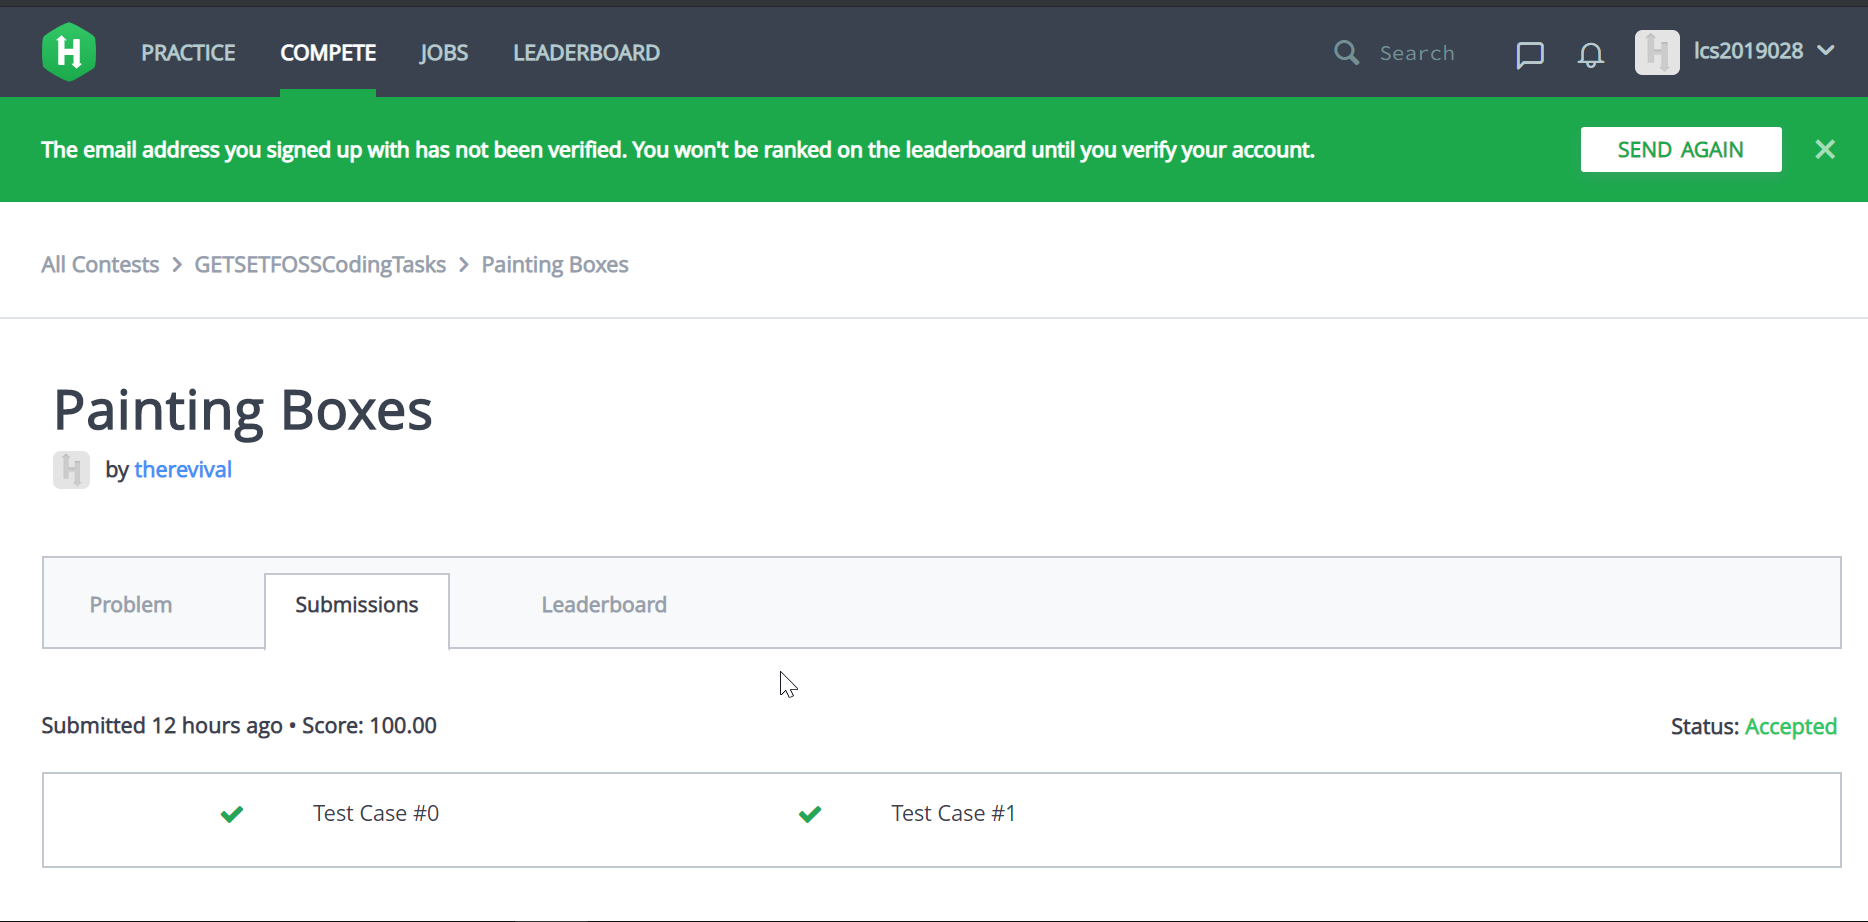 PRACTICE COMPETE JOBS LEADERBOARD Search lcs2019028
The email address you signed up with has not been verified. You won't be ranked on the leaderboard until you verify your account. SEND AGAIN
All Contests > GETSETFOSSCodingTasks > Painting Boxes
Painting Boxes
by therevival
Problem Submissions Leaderboard
Submitted 12 hours ago • Score: 100.00 Status: Accepted
Test Case #0 Test Case #1